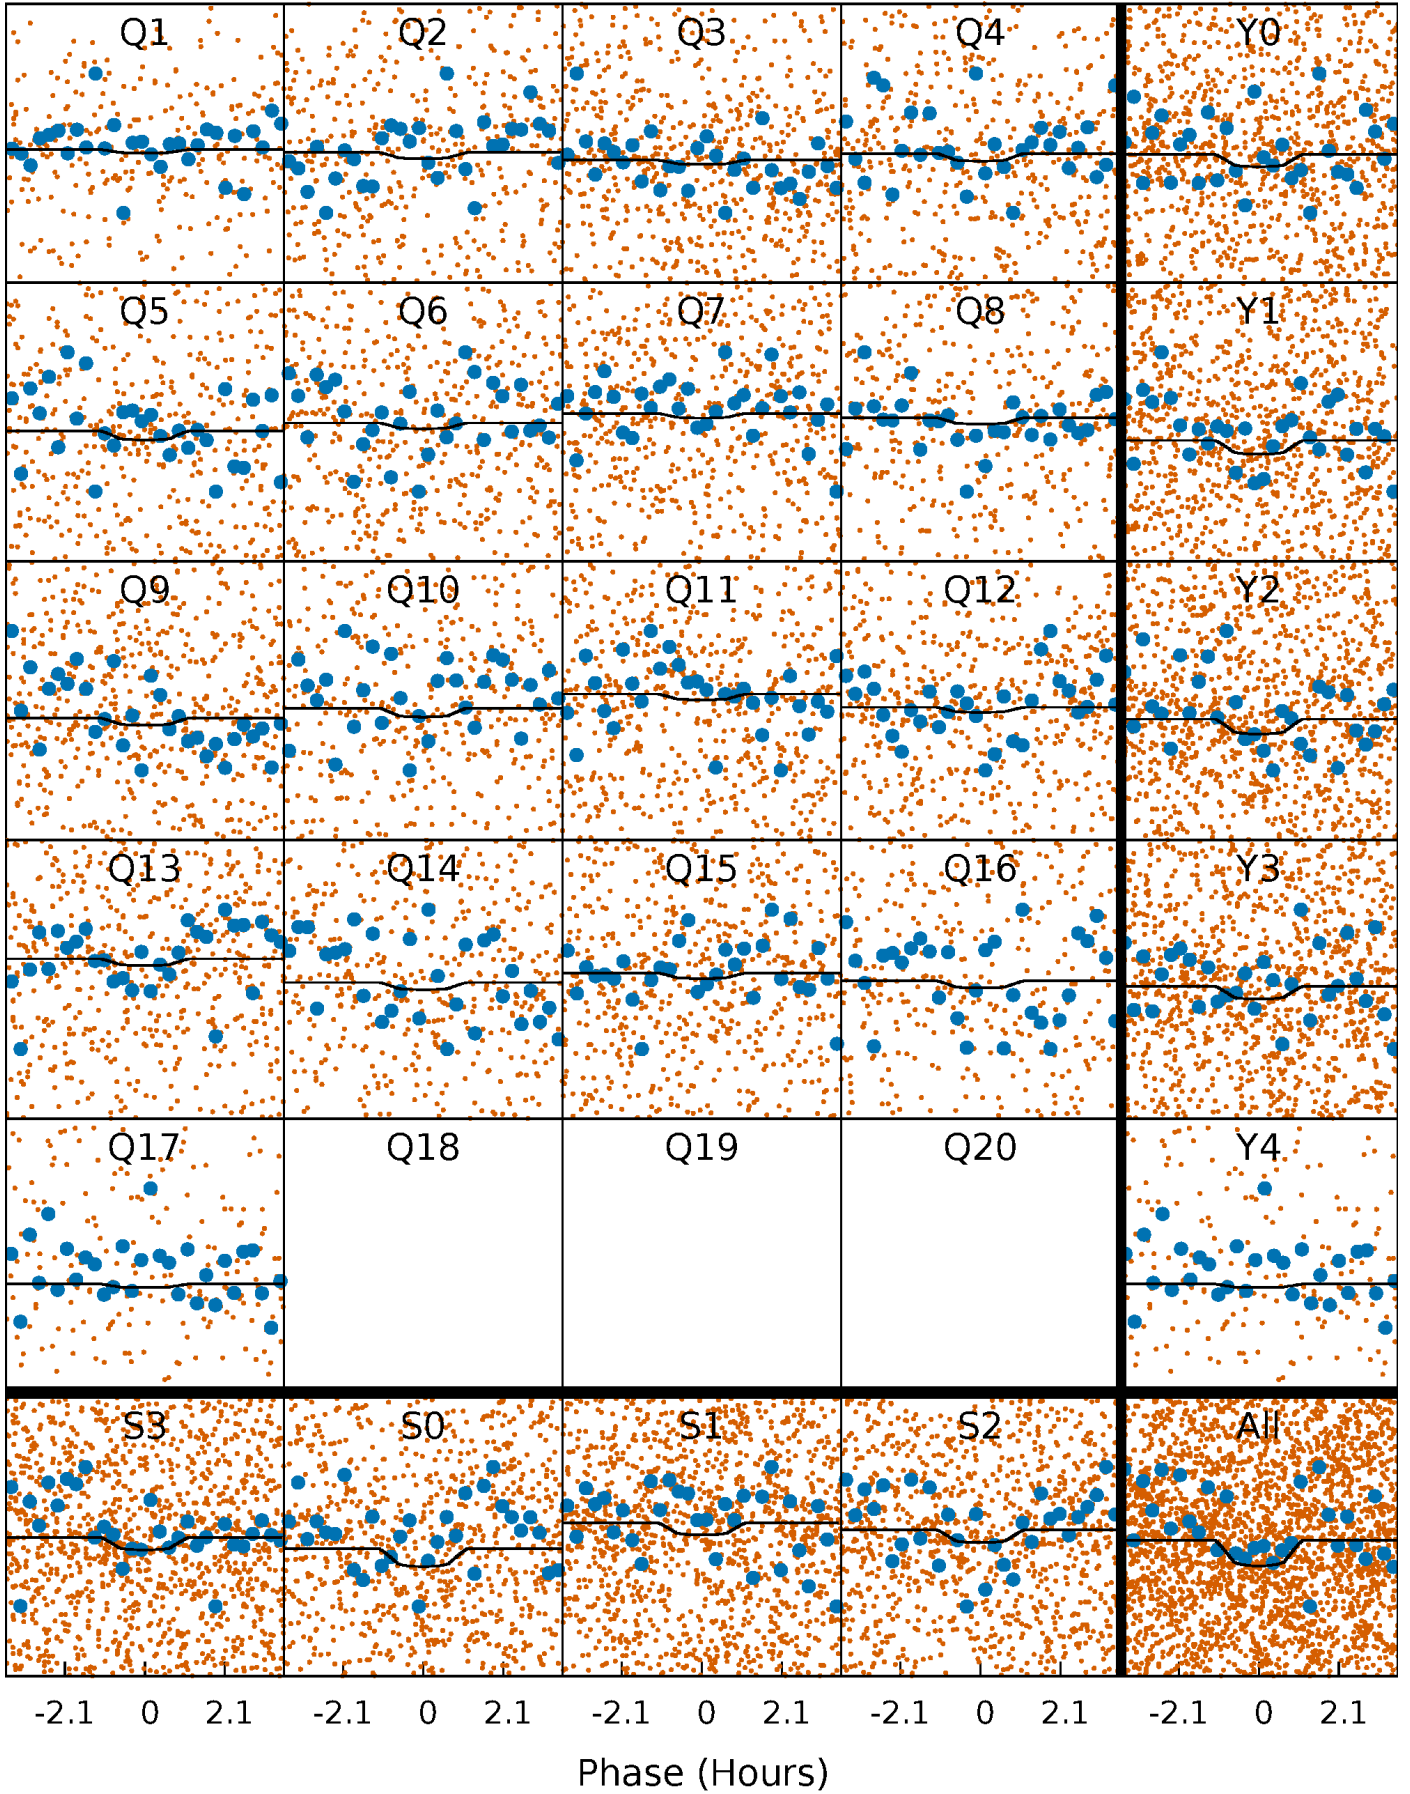 Q1 Q2 Q3 Q4 Y0
Q5 Q6 Q7 Q8 Y1
Q9 Q10 Q11 Q12 Y2
Q13 Q14 Q15 Q16 Y3
Q17 Q18 Q19 Q20 Y4
S3 S0 S1 S2 All
-2.1 0 2.1 -2.1 0 2.1 -2.1 0 2.1 -2.1 0 2.1 -2.1 0 2.1
Phase (Hours)